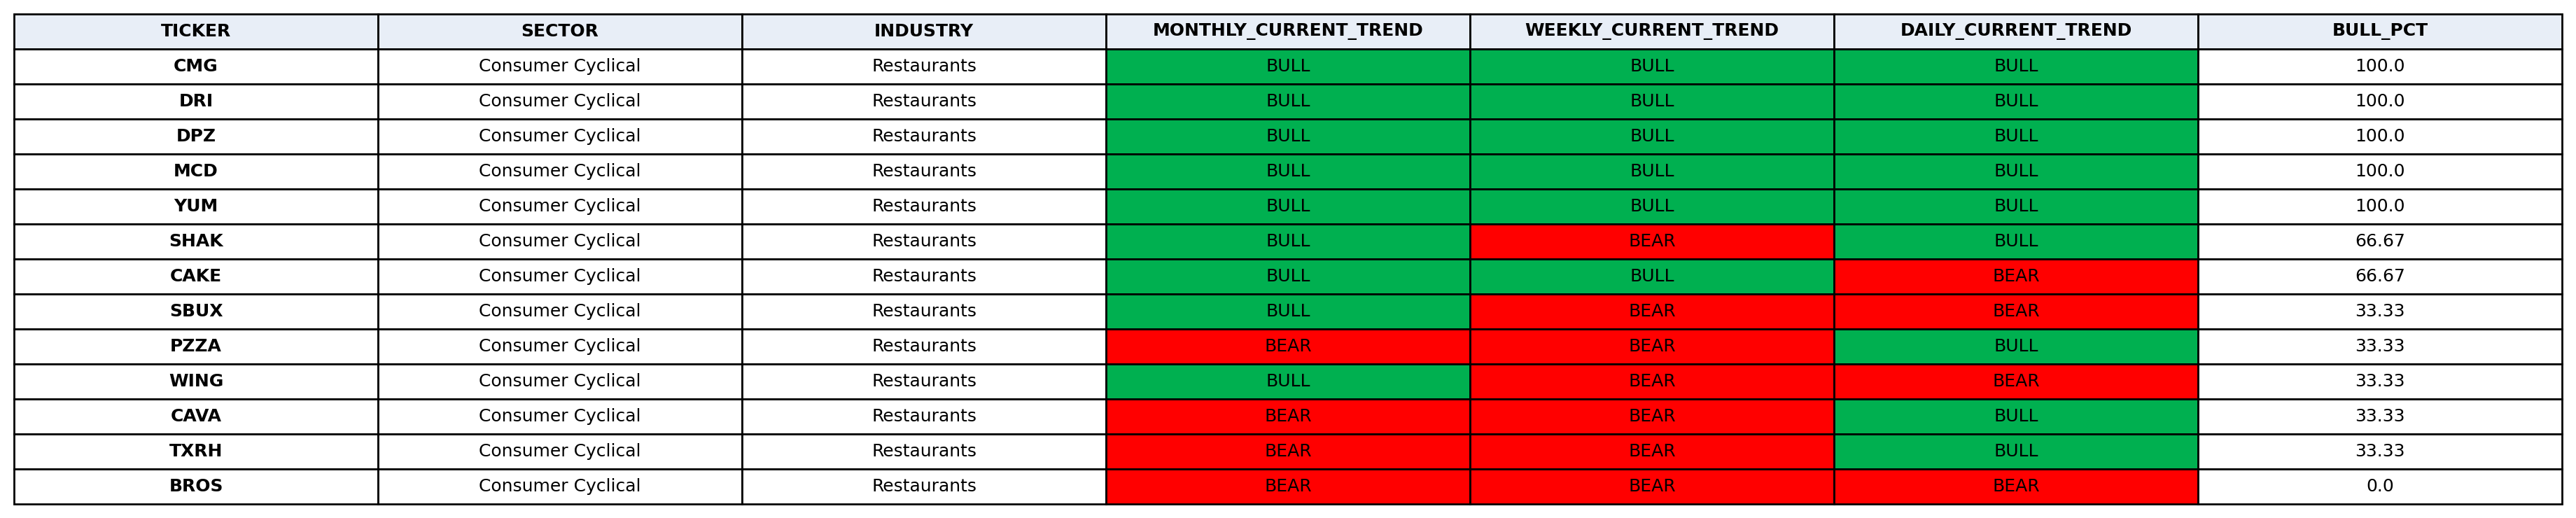 TICKER SECTOR INDUSTRY MONTHLY_CURRENT_TREND WEEKLY_CURRENT_TREND DAILY_CURRENT_TREND BULL_PCT
CMG Consumer Cyclical Restaurants BULL BULL BULL 100.0
DRI Consumer Cyclical Restaurants BULL BULL BULL 100.0
DPZ Consumer Cyclical Restaurants BULL BULL BULL 100.0
MCD Consumer Cyclical Restaurants BULL BULL BULL 100.0
YUM Consumer Cyclical Restaurants BULL BULL BULL 100.0
SHAK Consumer Cyclical Restaurants BULL BEAR BULL 66.67
CAKE Consumer Cyclical Restaurants BULL BULL BEAR 66.67
SBUX Consumer Cyclical Restaurants BULL BEAR BEAR 33.33
PZZA Consumer Cyclical Restaurants BEAR BEAR BULL 33.33
WING Consumer Cyclical Restaurants BULL BEAR BEAR 33.33
CAVA Consumer Cyclical Restaurants BEAR BEAR BULL 33.33
TXRH Consumer Cyclical Restaurants BEAR BEAR BULL 33.33
BROS Consumer Cyclical Restaurants BEAR BEAR BEAR 0.0